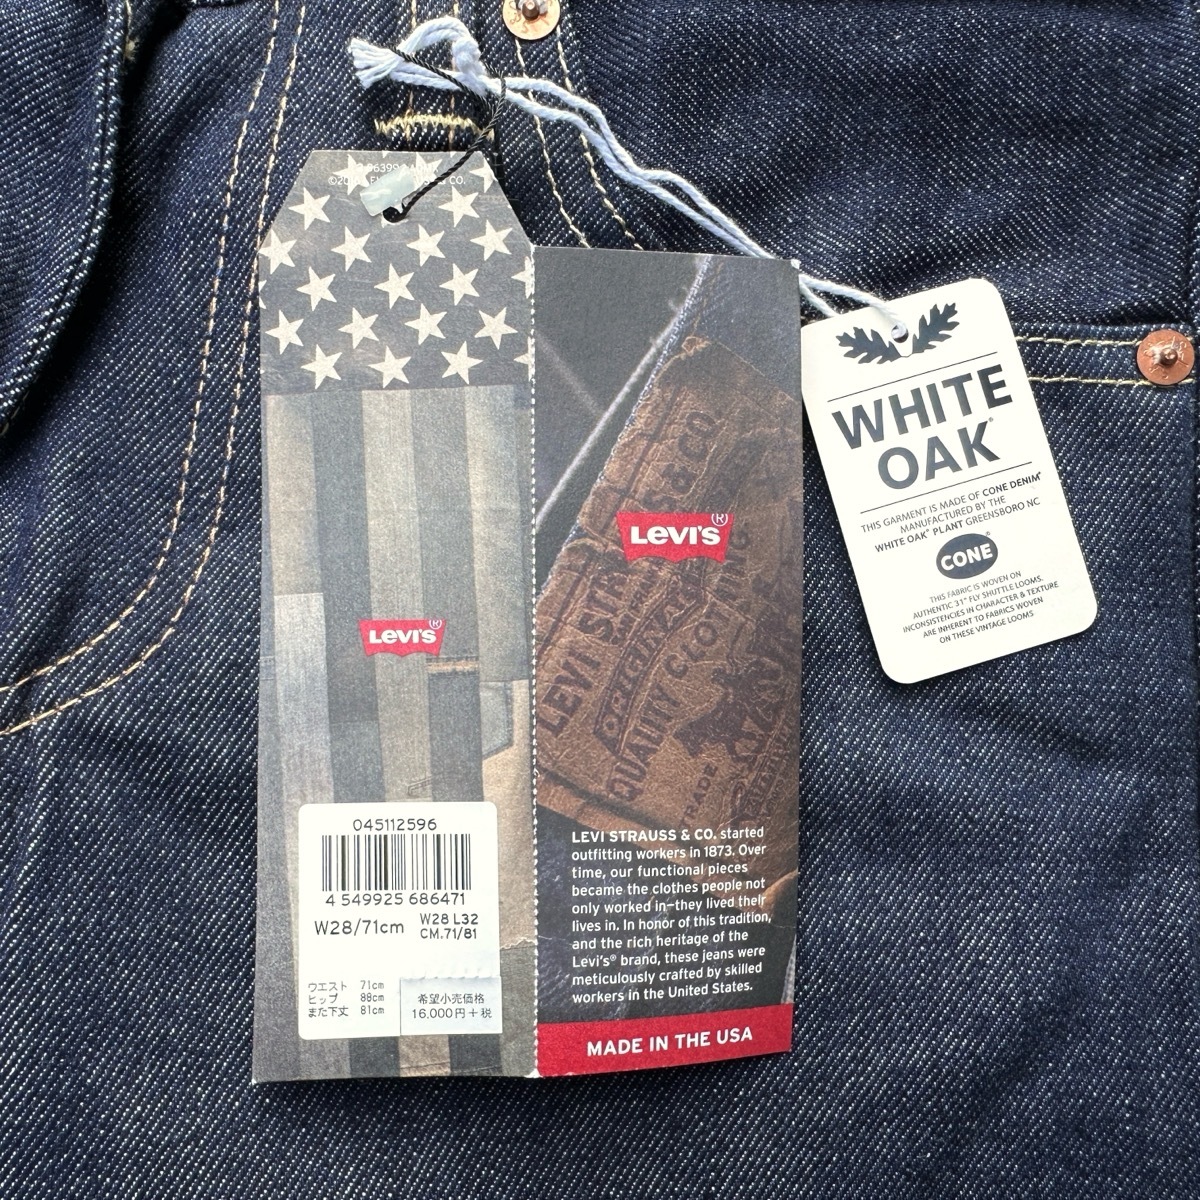 LEVI'S®
045112596
4 549925 686471
W28/71cm
W28 L32
CM.71/81
ウエスト 71cm
ヒップ 88cm
また下丈 81cm
希望小売価格
16,000円+税
LEVI'S®
LEVI STRAUSS
ORIGINAL
QUALITY CLO
TRADE
LEVI STRAUSS & CO. started
outfitting workers in 1873. Over
time, our functional pieces
became the clothes people not
only worked in—they lived their
lives in. In honor of this tradition,
and the rich heritage of the
Levi's® brand, these jeans were
meticulously crafted by skilled
workers in the United States.
MADE IN THE USA
WHITE
OAK®
THIS GARMENT IS MADE OF CONE DENIM®
MANUFACTURED BY THE
WHITE OAK® PLANT GREENSBORO NC
CONE®
THIS FABRIC IS WOVEN ON
AUTHENTIC 31" FLY SHUTTLE LOOMS.
INCONSISTENCIES IN CHARACTER & TEXTURE
ARE INHERENT TO FABRICS WOVEN
ON THESE VINTAGE LOOMS